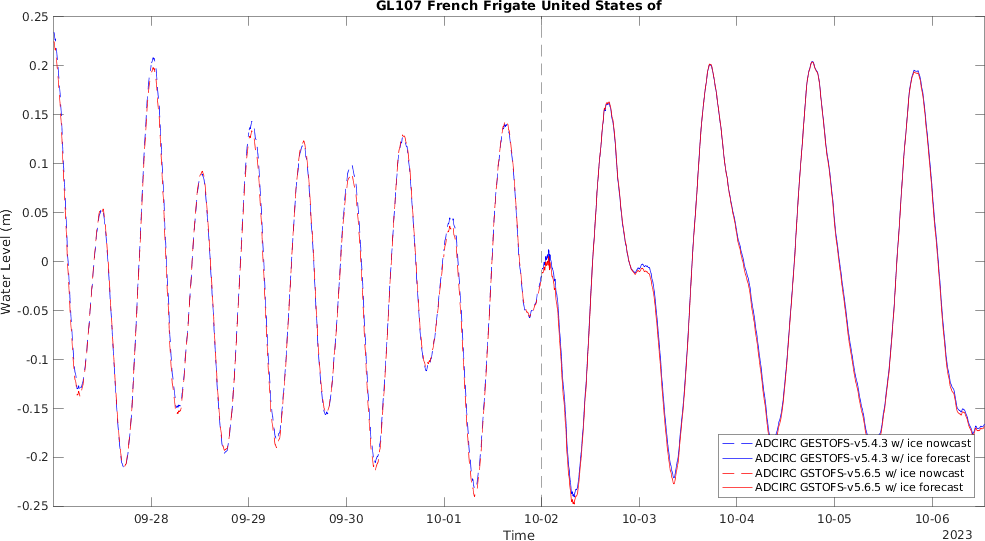 GL107 French Frigate United States of
0.25
0.2
0.15
0.1
0.05
0
-0.05
-0.1
-0.15
-0.2
-0.25
Water Level (m)
ADCIRC GESTOFS-v5.4.3 w/ ice nowcast
ADCIRC GESTOFS-v5.4.3 w/ ice forecast
ADCIRC GSTOFS-v5.6.5 w/ ice nowcast
ADCIRC GSTOFS-v5.6.5 w/ ice forecast
09-28 09-29 09-30 10-01 10-02 10-03 10-04 10-05 10-06
Time
2023